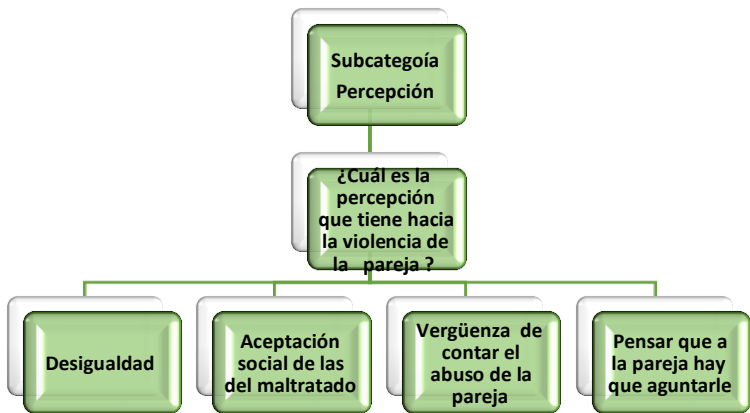 Subcategoía
Percepción
¿Cuál es la
percepción
que tiene hacia
la violencia de
la pareja ?
Desigualdad
Aceptación
social de las
del maltratado
Vergüenza de
contar el
abuso de la
pareja
Pensar que a
la pareja hay
que aguntarle